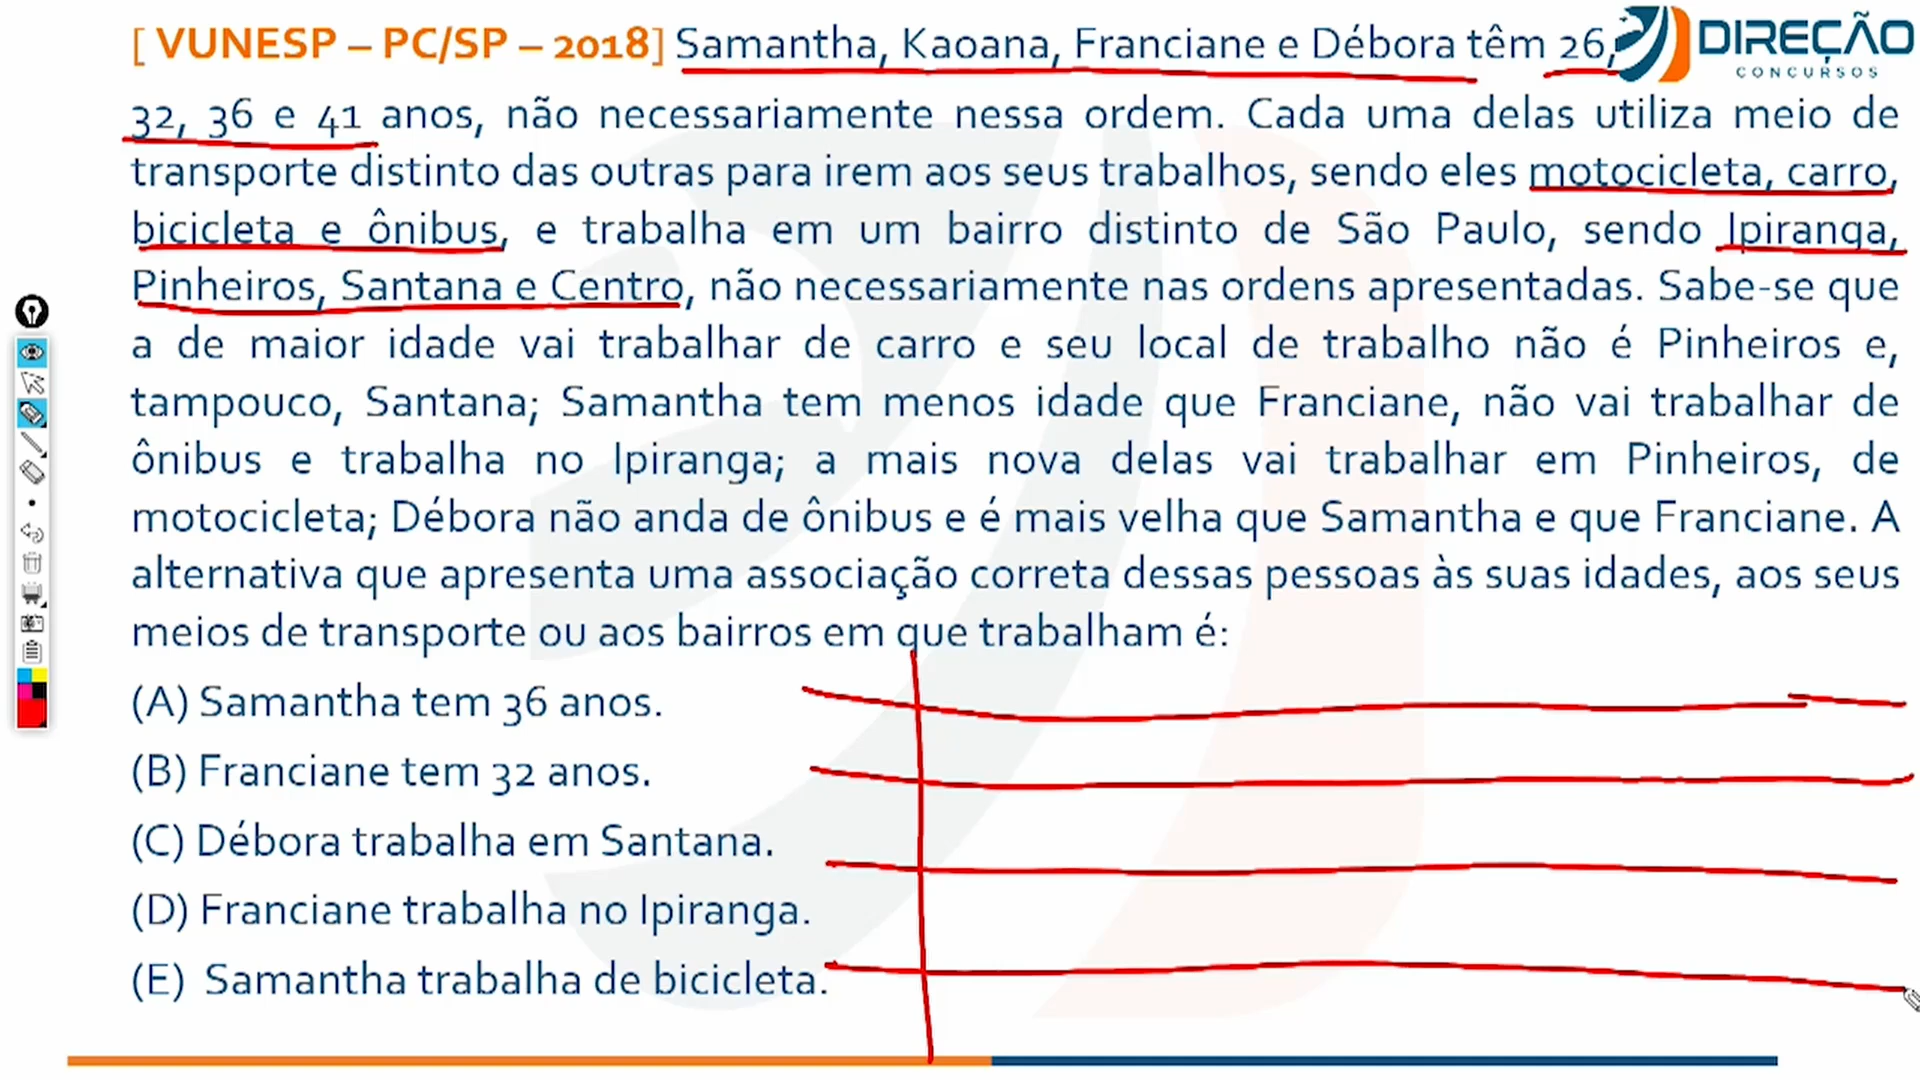 [ VUNESP – PC/SP – 2018] Samantha, Kaoana, Franciane e Débora têm 26,
DIREÇÃO
CONCURSOS
32, 36 e 41 anos, não necessariamente nessa ordem. Cada uma delas utiliza meio de
transporte distinto das outras para irem aos seus trabalhos, sendo eles motocicleta, carro,
bicicleta e ônibus, e trabalha em um bairro distinto de São Paulo, sendo Ipiranga,
Pinheiros, Santana e Centro, não necessariamente nas ordens apresentadas. Sabe-se que
a de maior idade vai trabalhar de carro e seu local de trabalho não é Pinheiros e,
tampouco, Santana; Samantha tem menos idade que Franciane, não vai trabalhar de
ônibus e trabalha no Ipiranga; a mais nova delas vai trabalhar em Pinheiros, de
motocicleta; Débora não anda de ônibus e é mais velha que Samantha e que Franciane. A
alternativa que apresenta uma associação correta dessas pessoas às suas idades, aos seus
meios de transporte ou aos bairros em que trabalham é:
(A) Samantha tem 36 anos.
(B) Franciane tem 32 anos.
(C) Débora trabalha em Santana.
(D) Franciane trabalha no Ipiranga.
(E) Samantha trabalha de bicicleta.